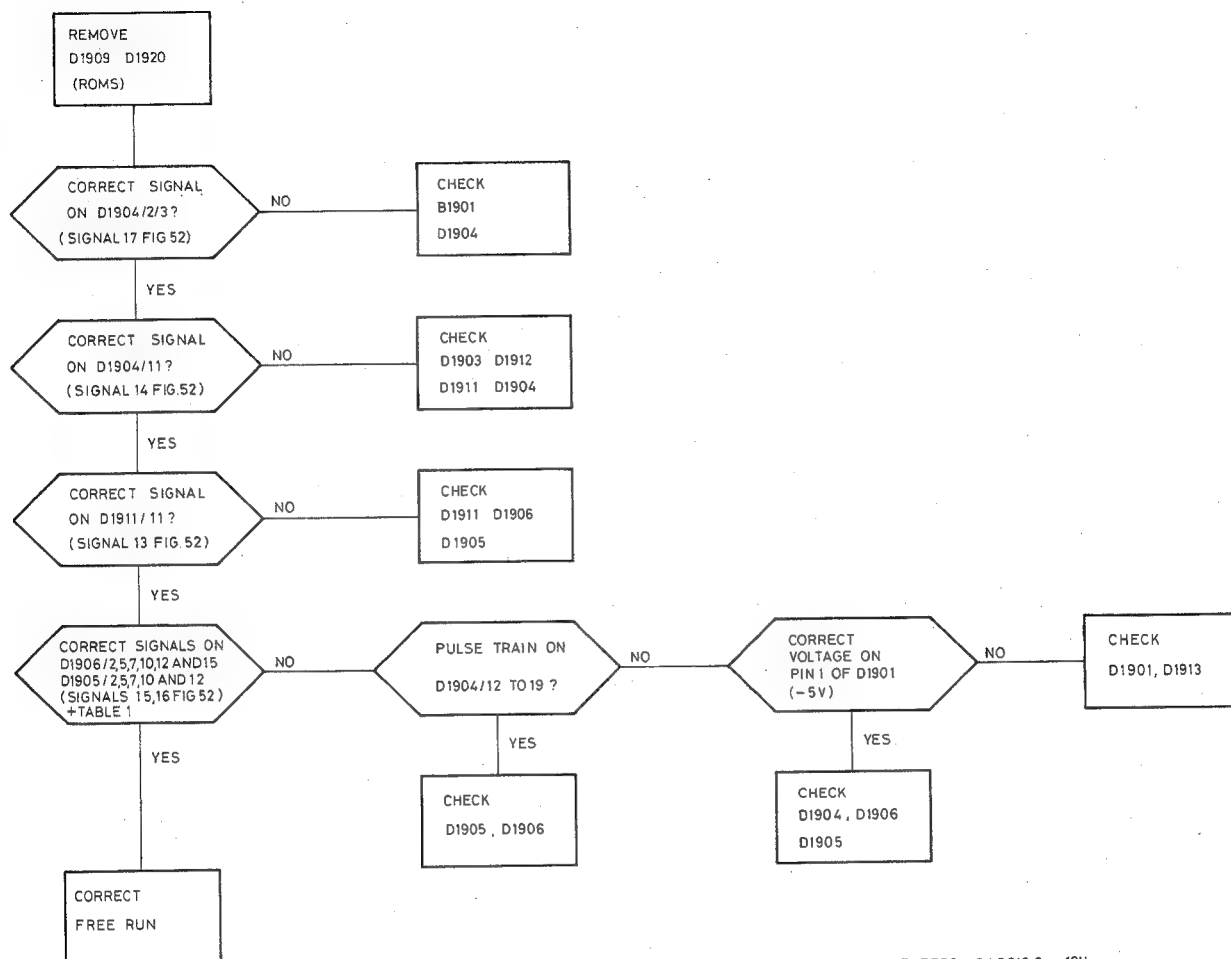 REMOVE
D1909 D1920
(ROMS)
CORRECT SIGNAL
ON D1904/2/3?
(SIGNAL 17 FIG 52)
NO
CHECK
B1901
D1904
YES
CORRECT SIGNAL
ON D1904/11?
(SIGNAL 14 FIG.52)
NO
CHECK
D1903 D1912
D1911 D1904
YES
CORRECT SIGNAL
ON D1911/11?
(SIGNAL 13 FIG.52)
NO
CHECK
D1911 D1906
D1905
YES
CORRECT SIGNALS ON
D1906/2,5,7,10,12 AND15
D1905/2,5,7,10 AND 12
(SIGNALS 15,16 FIG 52)
+TABLE 1
NO
PULSE TRAIN ON
D1904/12 TO 19 ?
NO
CORRECT
VOLTAGE ON
PIN 1 OF D1901
(-5V)
NO
CHECK
D1901, D1913
YES
YES
CHECK
D1905 , D1906
YES
CHECK
D1904 , D1906
D1905
CORRECT
FREE RUN